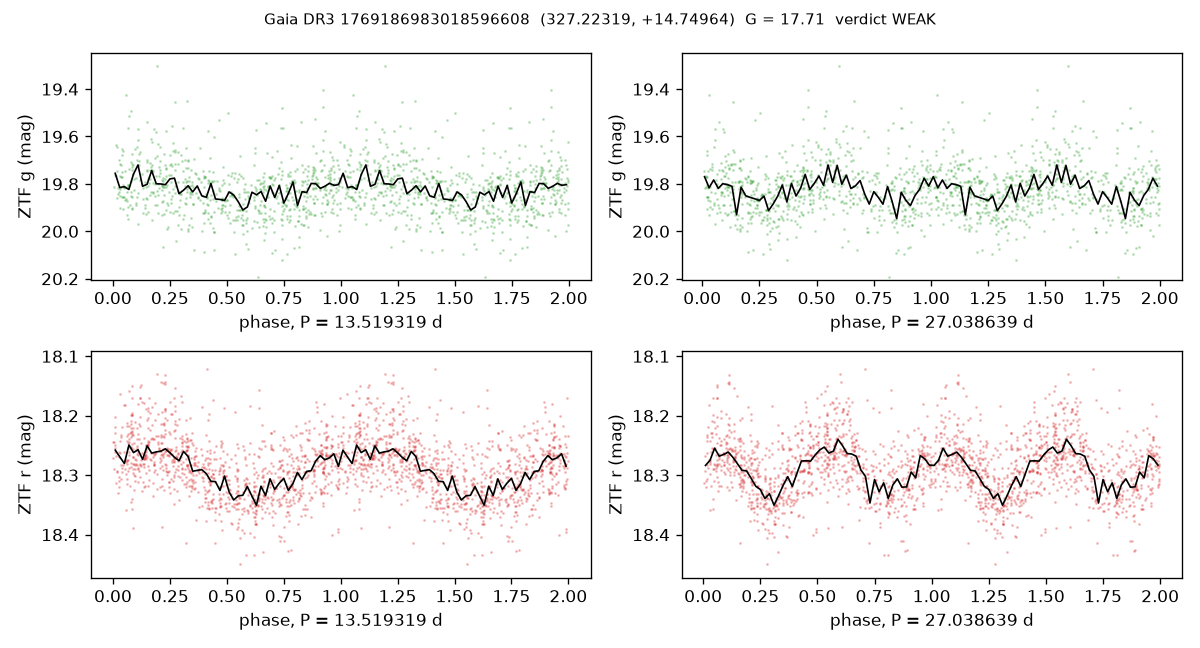 Gaia DR3 1769186983018596608  (327.22319, +14.74964)  G = 17.71  verdict WEAK
ZTF g (mag)
19.4
19.6
19.8
20.0
20.2
0.00 0.25 0.50 0.75 1.00 1.25 1.50 1.75 2.00
phase, P = 13.519319 d
ZTF g (mag)
19.4
19.6
19.8
20.0
20.2
0.00 0.25 0.50 0.75 1.00 1.25 1.50 1.75 2.00
phase, P = 27.038639 d
ZTF r (mag)
18.1
18.2
18.3
18.4
0.00 0.25 0.50 0.75 1.00 1.25 1.50 1.75 2.00
phase, P = 13.519319 d
ZTF r (mag)
18.1
18.2
18.3
18.4
0.00 0.25 0.50 0.75 1.00 1.25 1.50 1.75 2.00
phase, P = 27.038639 d